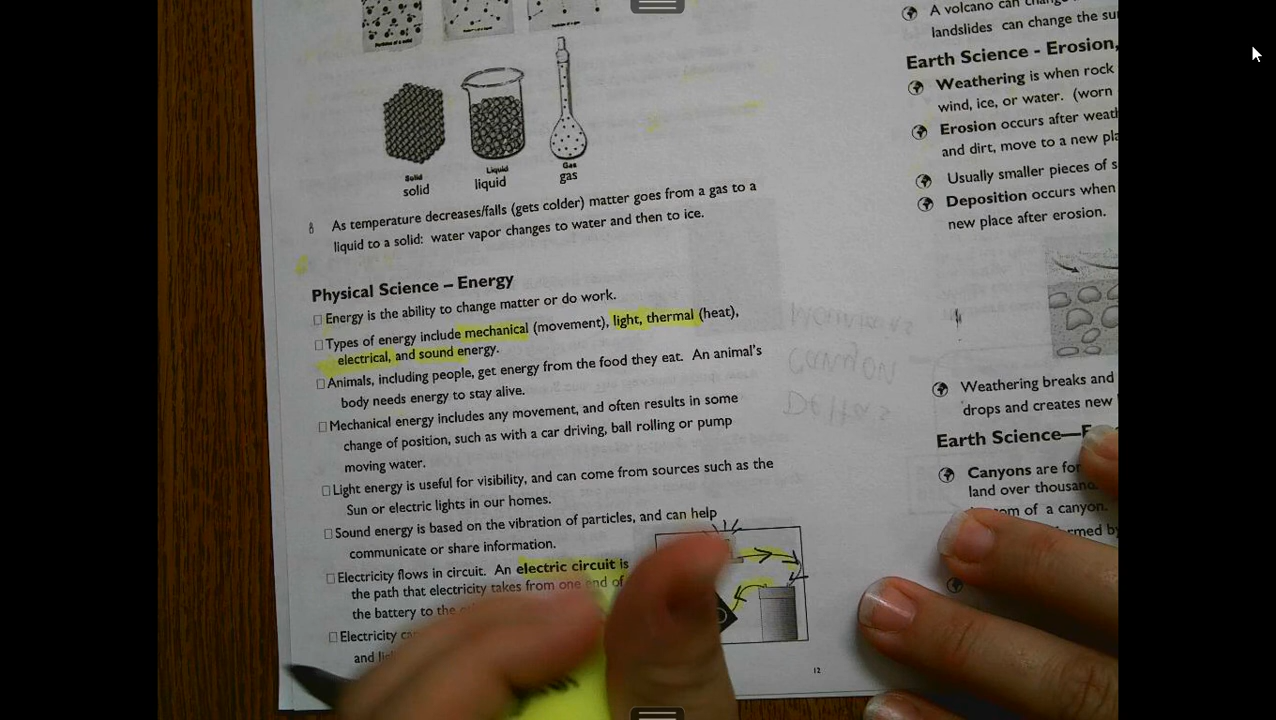 Solid
Liquid
Gas
solid
liquid
gas
As temperature decreases/falls (gets colder) matter goes from a gas to a
liquid to a solid: water vapor changes to water and then to ice.
Physical Science – Energy
Energy is the ability to change matter or do work.
Types of energy include mechanical (movement), light, thermal (heat),
electrical, and sound energy.
Animals, including people, get energy from the food they eat. An animal's
body needs energy to stay alive.
Mechanical energy includes any movement, and often results in some
change of position, such as with a car driving, ball rolling or pump
moving water.
Light energy is useful for visibility, and can come from sources such as the
Sun or electric lights in our homes.
Sound energy is based on the vibration of particles, and can help
communicate or share information.
Electricity flows in circuit. An electric circuit is
the path that electricity takes from one end of
the battery to the
Electricity
and
12
A volcano can change
landslides can change the
Earth Science - Erosion,
Weathering is when rock
wind, ice, or water. (worn
Erosion occurs after
and dirt, move to a new
Usually smaller pieces of
Deposition occurs when
new place after erosion.
Weathering breaks and
drops and creates new
Earth Science—
Canyons are
land over
of a canyon.
by